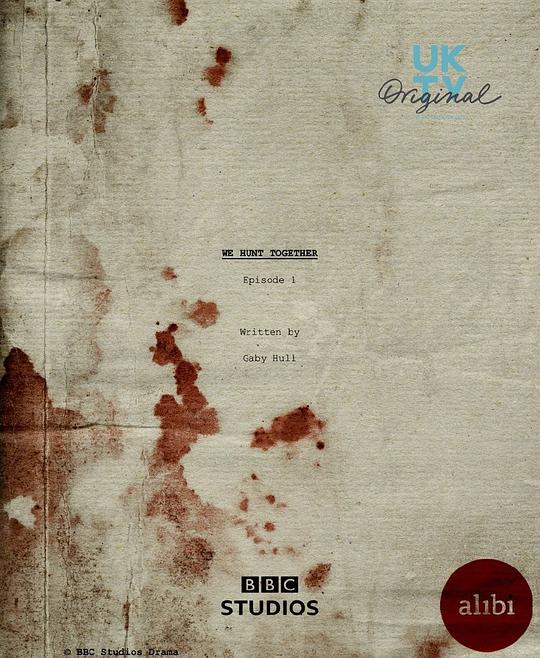 UK
TV
Original
WE HUNT TOGETHER
Episode 1
Written by
Gaby Hull
BBC
STUDIOS
alibi
© BBC Studios Drama